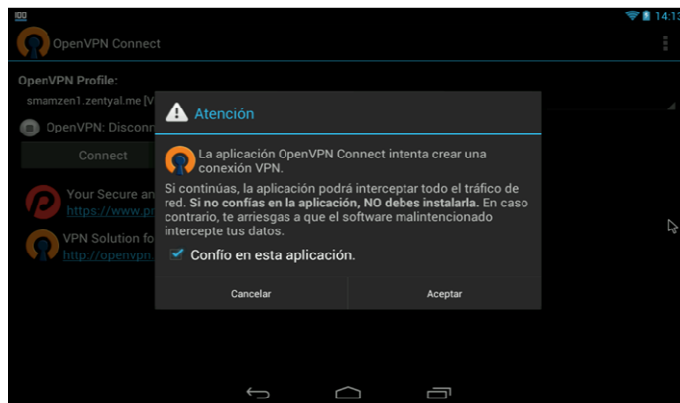 100
14:13
OpenVPN Connect
OpenVPN Profile:
smamzen1.zentyal.me [V
OpenVPN: Disconn
Connect
Your Secure an
https://www.pr
VPN Solution fo
http://openvpn.
Atención
La aplicación OpenVPN Connect intenta crear una
conexión VPN.
Si continúas, la aplicación podrá interceptar todo el tráfico de
red. Si no confías en la aplicación, NO debes instalarla. En caso
contrario, te arriesgas a que el software malintencionado
intercepte tus datos.
Confío en esta aplicación.
Cancelar
Aceptar